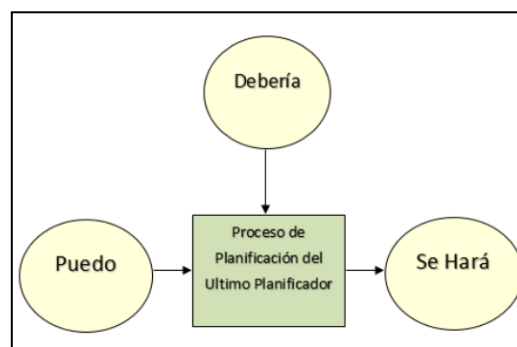 Debería
Puedo
Proceso de
Planificación del
Ultimo Planificador
Se Hará